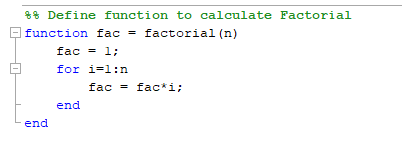 %% Define function to calculate Factorial
function fac = factorial(n)
    fac = 1;
    for i=1:n
        fac = fac*i;
    end
end